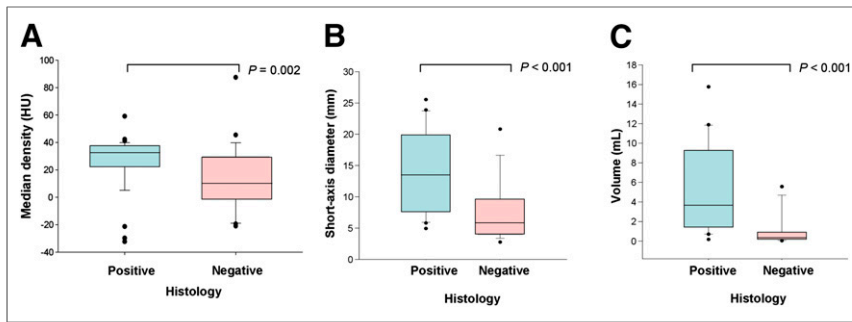 A
B
C
P = 0.002
P < 0.001
P < 0.001
Median density (HU)
100
80
60
40
20
0
-20
-40
Positive
Negative
Histology
Short-axis diameter (mm)
30
25
20
15
10
5
0
Positive
Negative
Histology
Volume (mL)
18
16
14
12
10
8
6
4
2
0
Positive
Negative
Histology